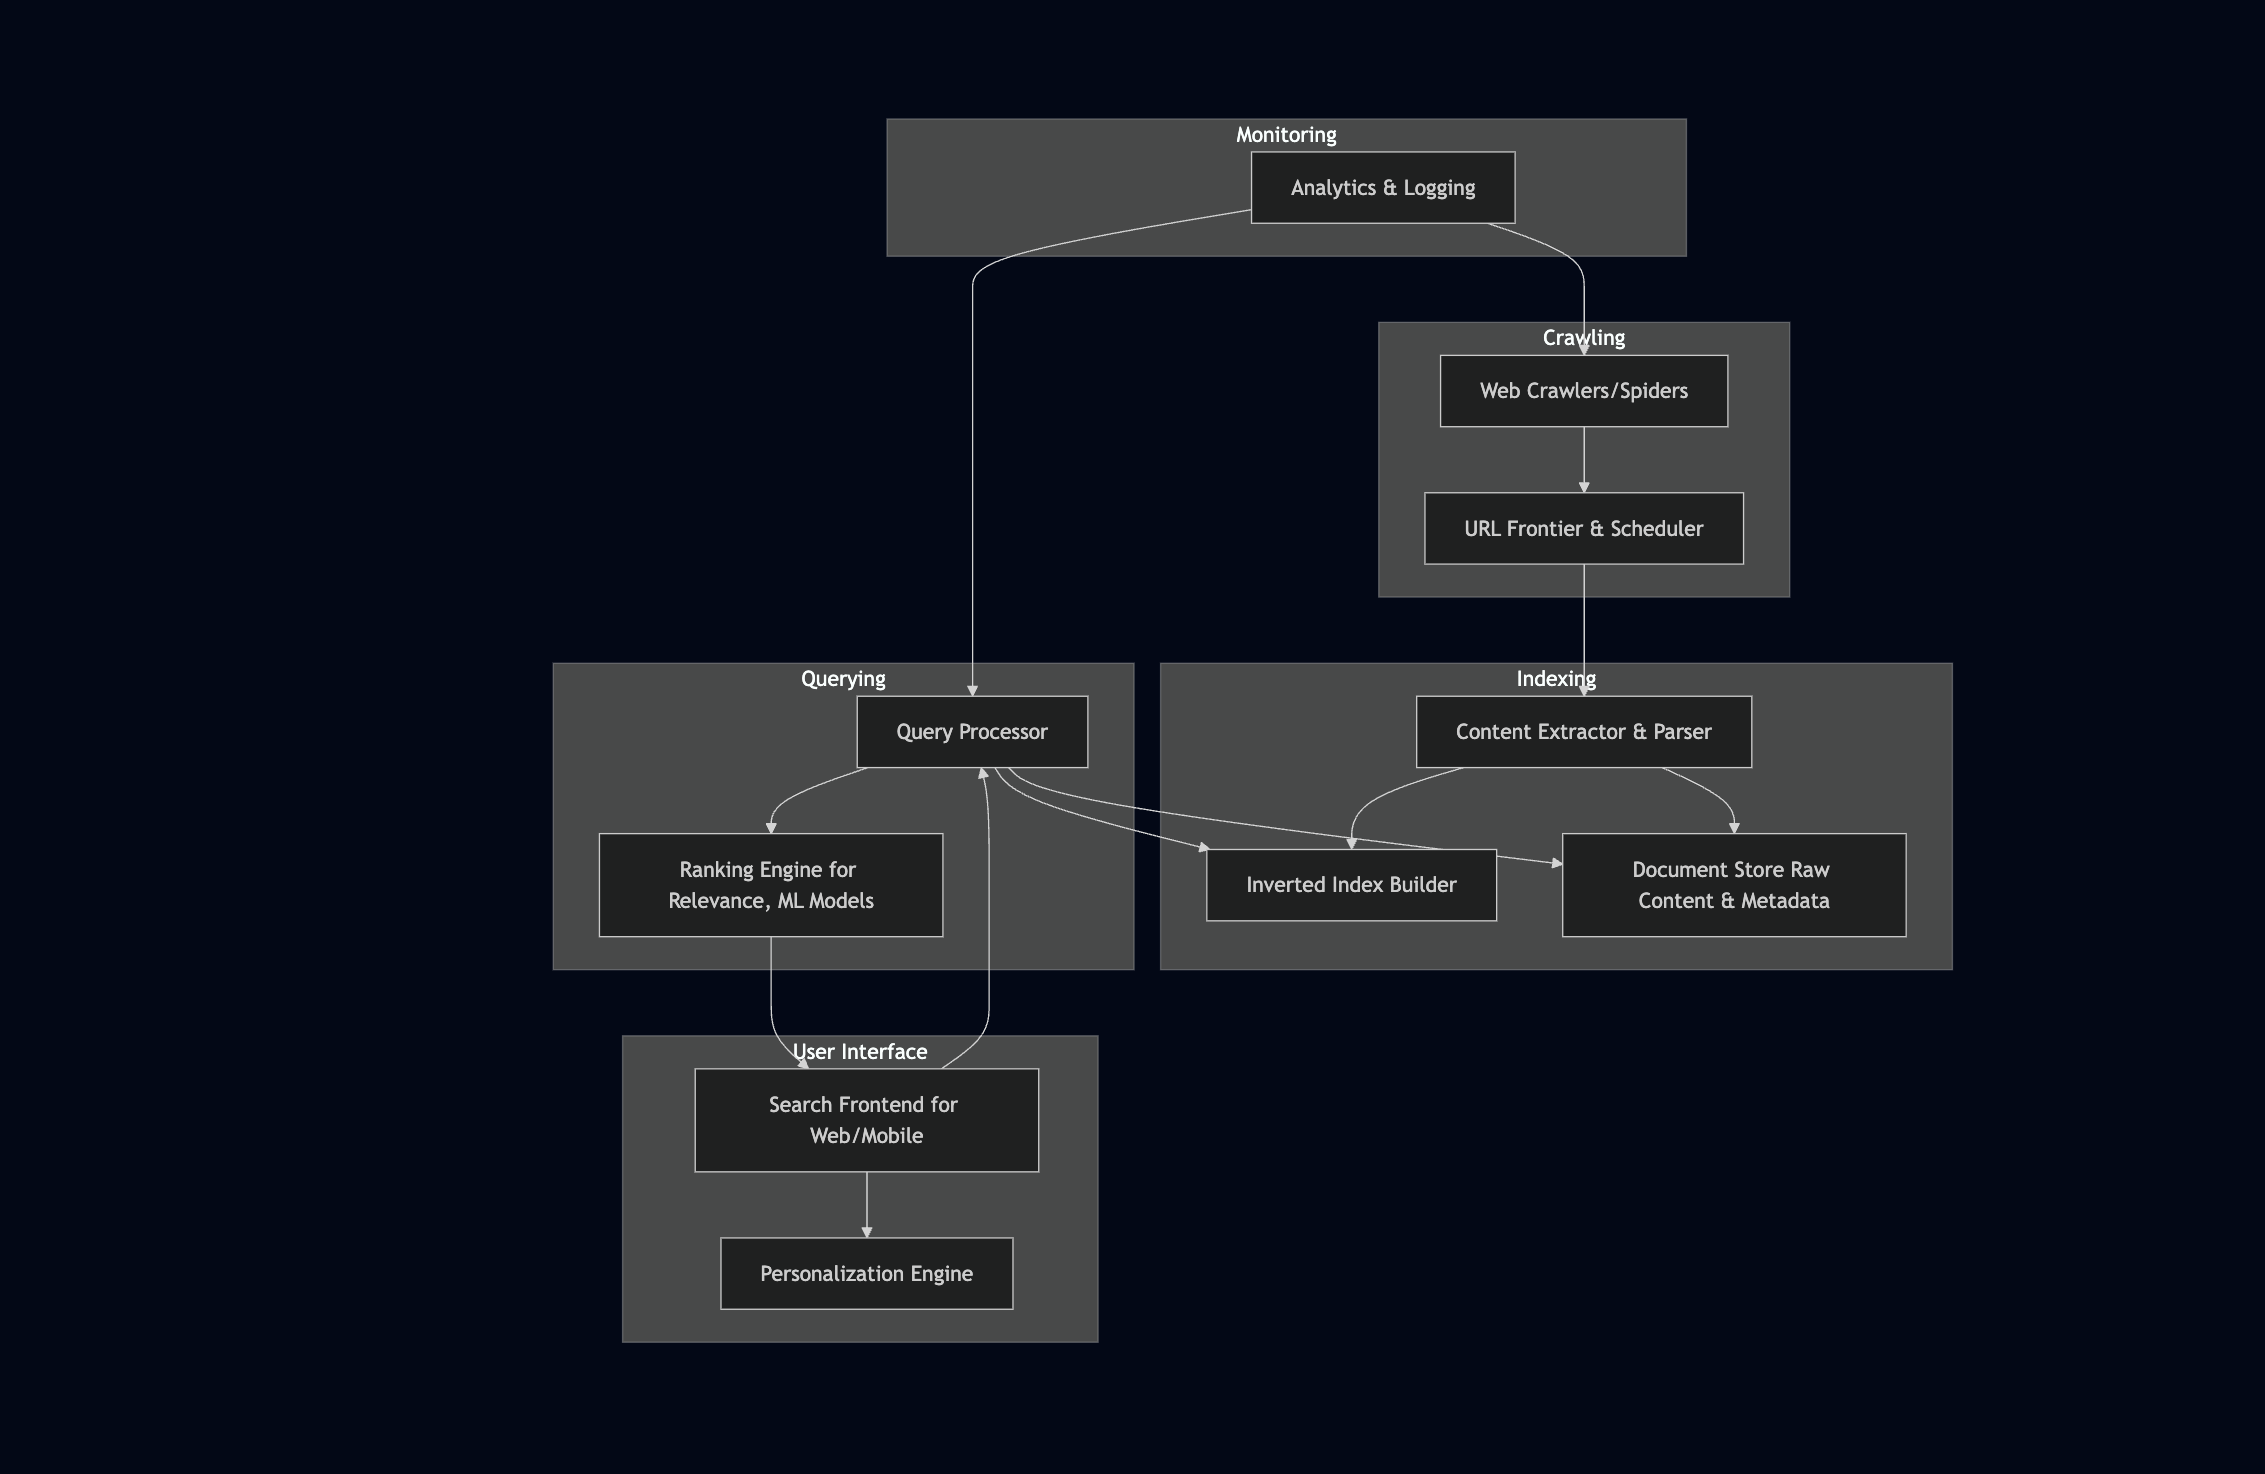 Monitoring
Analytics & Logging
Crawling
Web Crawlers/Spiders
URL Frontier & Scheduler
Querying
Query Processor
Ranking Engine for
Relevance, ML Models
Indexing
Content Extractor & Parser
Inverted Index Builder
Document Store Raw
Content & Metadata
User Interface
Search Frontend for
Web/Mobile
Personalization Engine